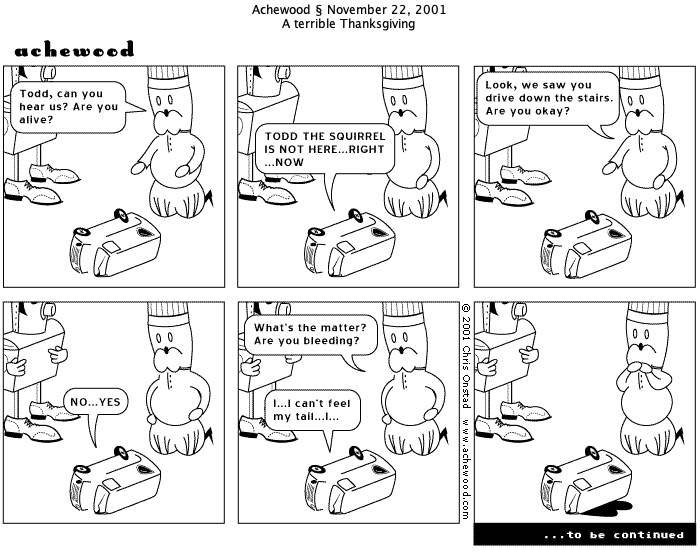 Achewood § November 22, 2001
A terrible Thanksgiving
achewood
Todd, can you
hear us? Are you
alive?
TODD THE SQUIRREL
IS NOT HERE...RIGHT
...NOW
Look, we saw you
drive down the stairs.
Are you okay?
NO...YES
What's the matter?
Are you bleeding?
I...I can't feel
my tail...I...
© 2001 Chris Onstad www.achewood.com
...to be continued